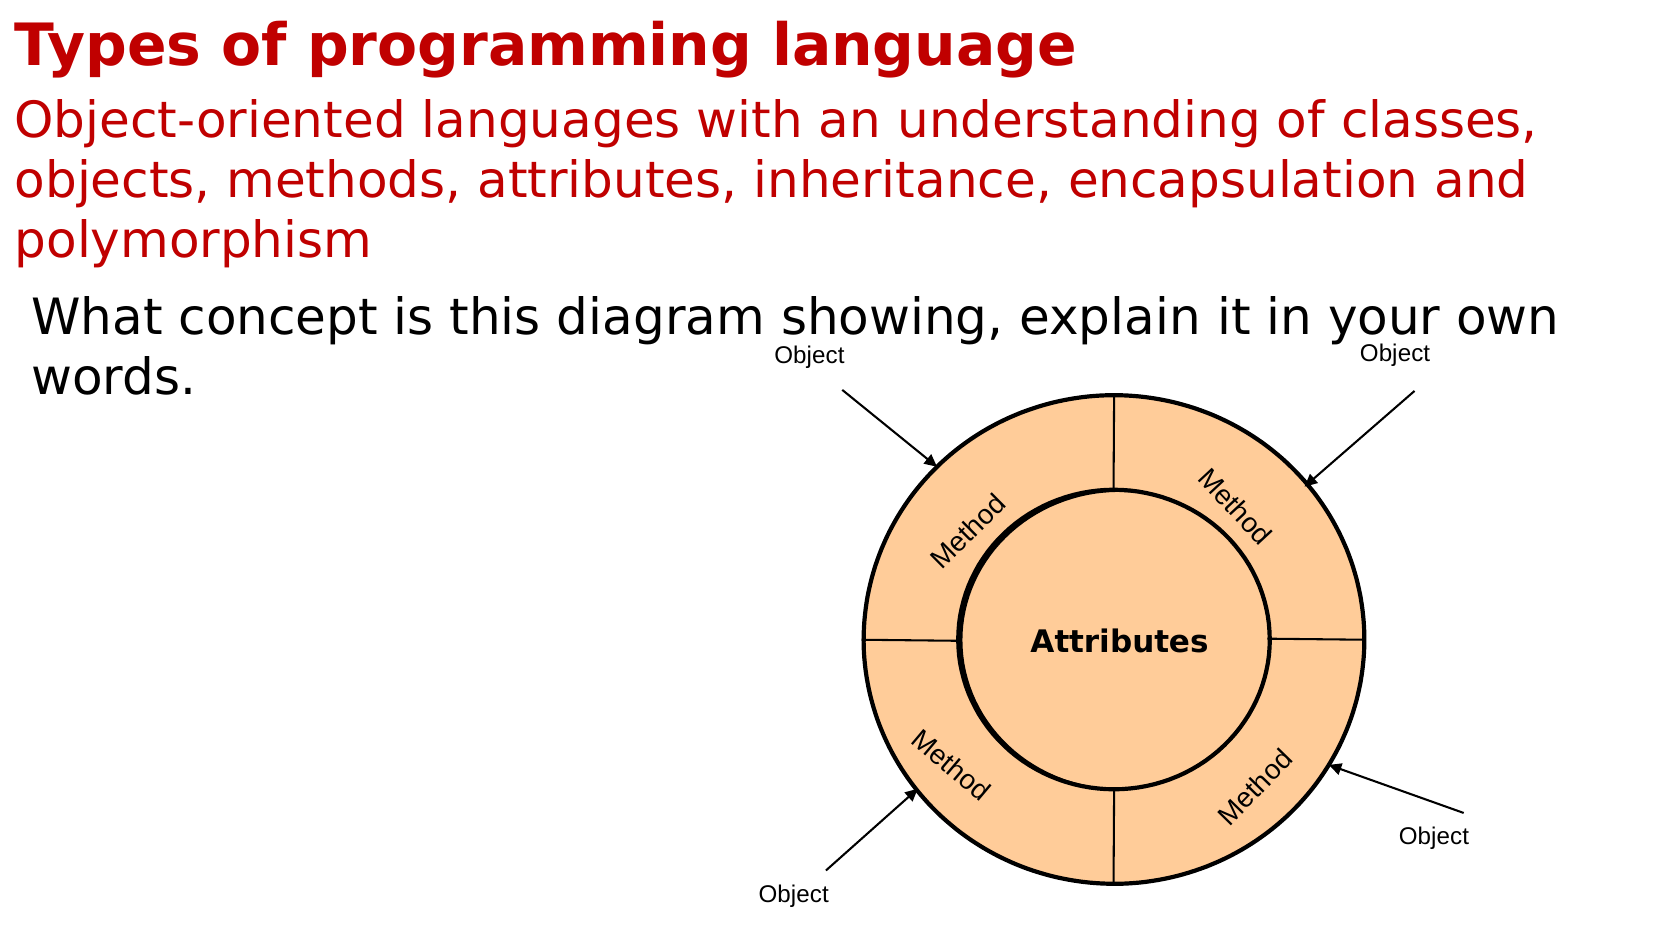 Types of programming language
Object-oriented languages with an understanding of classes,
objects, methods, attributes, inheritance, encapsulation and
polymorphism
What concept is this diagram showing, explain it in your own
words.
Object
Object
Method
Method
Attributes
Method
Method
Object
Object